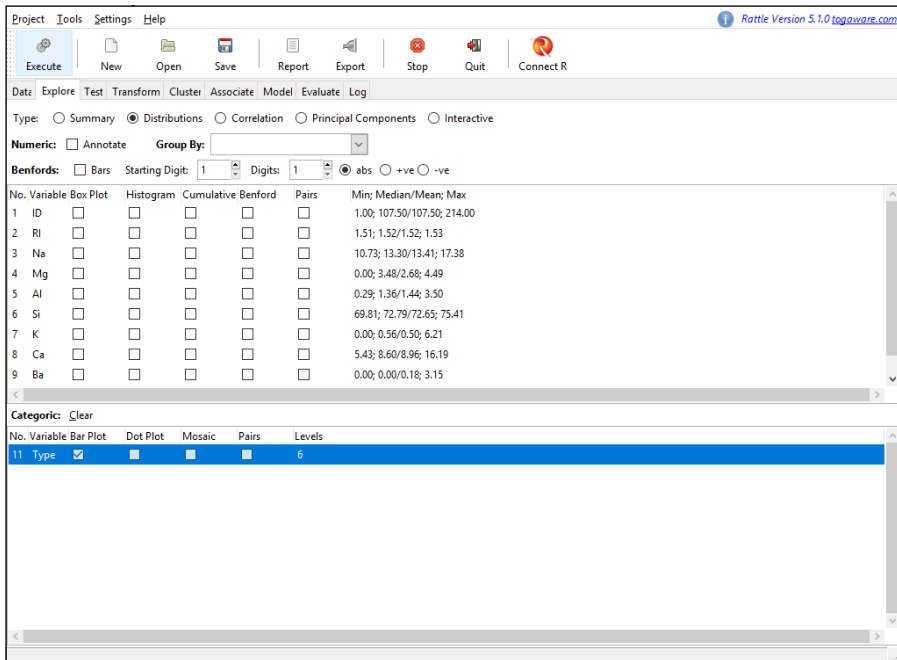 Project Tools Settings Help Rattle Version 5.1.0 togaware.com
Execute New Open Save Report Export Stop Quit Connect R
Data Explore Test Transform Cluster Associate Model Evaluate Log
Type: Summary Distributions Correlation Principal Components Interactive
Numeric: Annotate Group By:
Benfords: Bars Starting Digit: 1 Digits: 1 abs +ve -ve
No. Variable Box Plot Histogram Cumulative Benford Pairs Min; Median/Mean; Max
1 ID 1.00; 107.50/107.50; 214.00
2 RI 1.51; 1.52/1.52; 1.53
3 Na 10.73; 13.30/13.41; 17.38
4 Mg 0.00; 3.48/2.68; 4.49
5 Al 0.29; 1.36/1.44; 3.50
6 Si 69.81; 72.79/72.65; 75.41
7 K 0.00; 0.56/0.50; 6.21
8 Ca 5.43; 8.60/8.96; 16.19
9 Ba 0.00; 0.00/0.18; 3.15
Categoric: Clear
No. Variable Bar Plot Dot Plot Mosaic Pairs Levels
11 Type 6